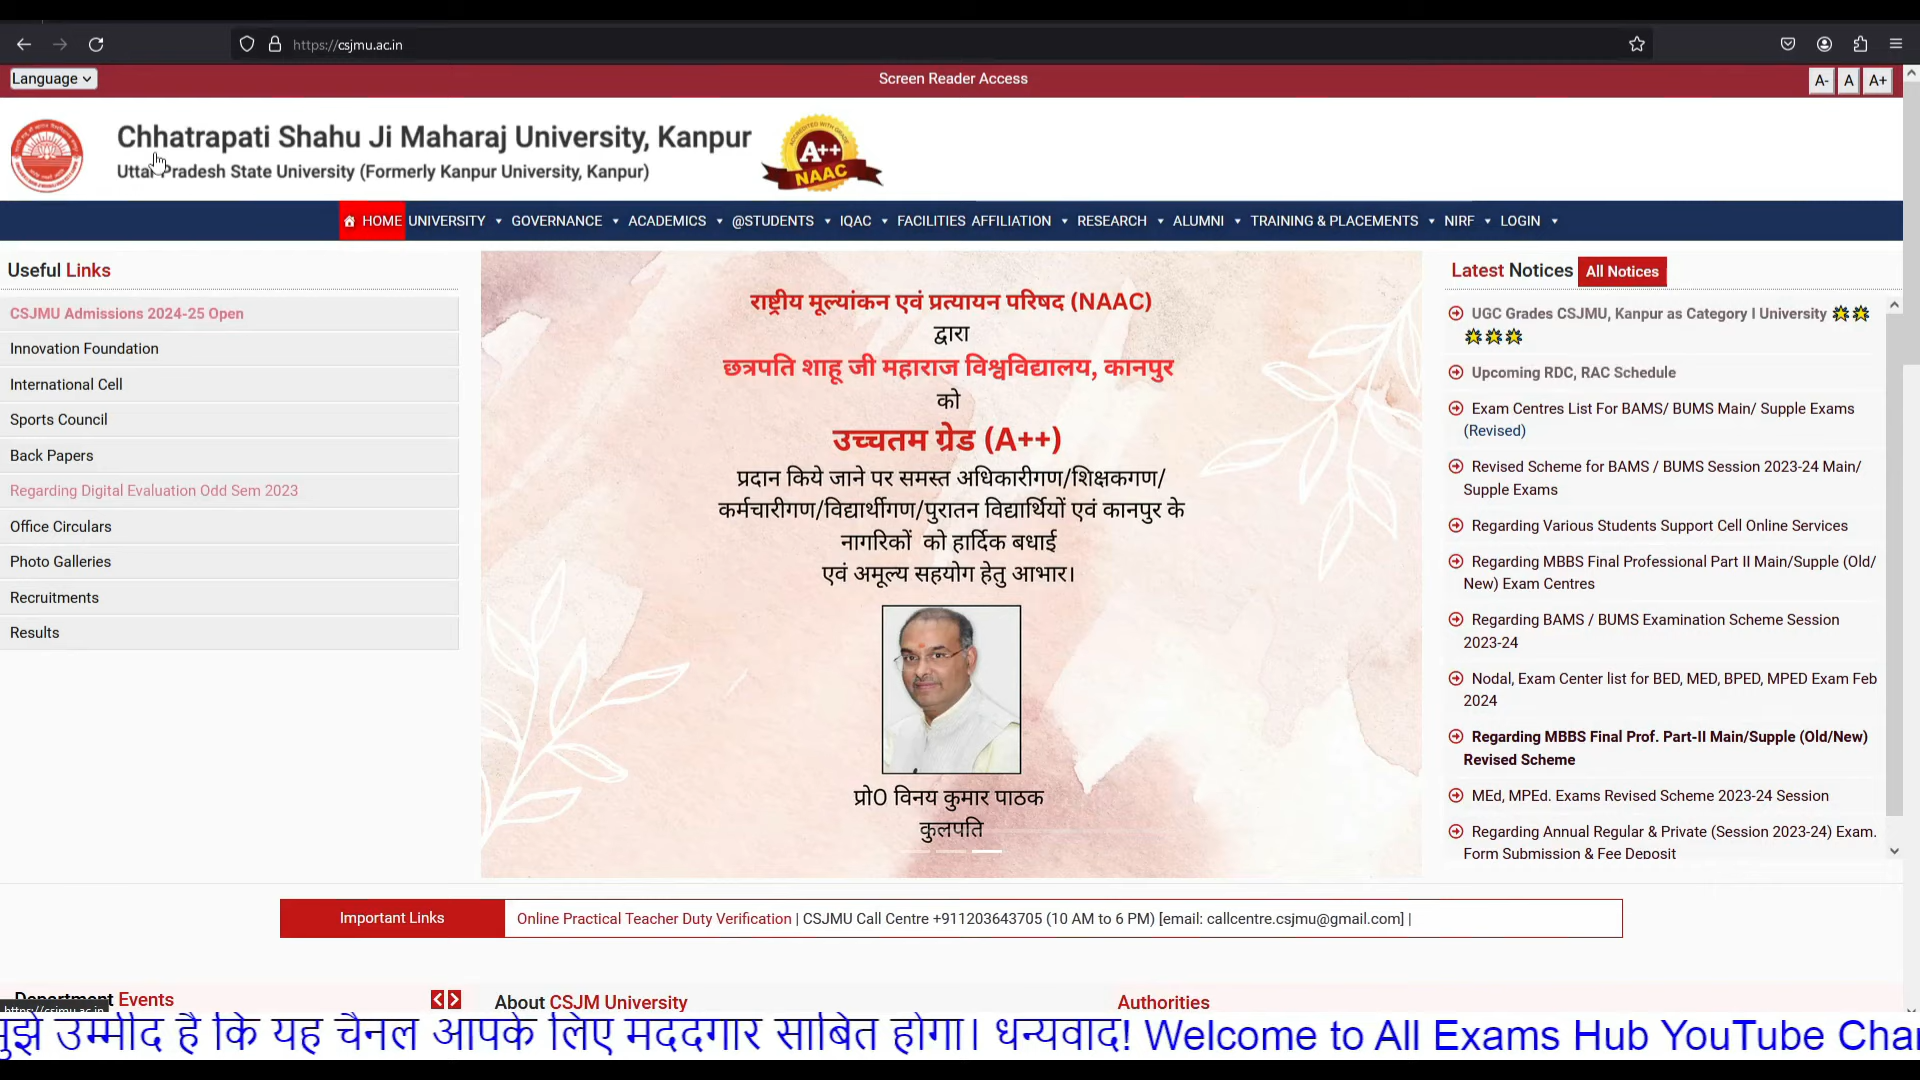 https://csjmu.ac.in
Language
Screen Reader Access
A-
A
A+
Chhatrapati Shahu Ji Maharaj University, Kanpur
Uttar Pradesh State University (Formerly Kanpur University, Kanpur)
ACCREDITED WITH GRADE
A++
NAAC
HOME UNIVERSITY GOVERNANCE ACADEMICS @STUDENTS IQAC FACILITIES AFFILIATION RESEARCH ALUMNI TRAINING & PLACEMENTS NIRF LOGIN
Useful Links
CSJMU Admissions 2024-25 Open
Innovation Foundation
International Cell
Sports Council
Back Papers
Regarding Digital Evaluation Odd Sem 2023
Office Circulars
Photo Galleries
Recruitments
Results
राष्ट्रीय मूल्यांकन एवं प्रत्यायन परिषद (NAAC)
द्वारा
छत्रपति शाहू जी महाराज विश्वविद्यालय, कानपुर
को
उच्चतम ग्रेड (A++)
प्रदान किये जाने पर समस्त अधिकारीगण/शिक्षकगण/
कर्मचारीगण/विद्यार्थीगण/पुरातन विद्यार्थियों एवं कानपुर के
नागरिकों को हार्दिक बधाई
एवं अमूल्य सहयोग हेतु आभार।
प्रो0 विनय कुमार पाठक
कुलपति
Latest Notices All Notices
UGC Grades CSJMU, Kanpur as Category I University
Upcoming RDC, RAC Schedule
Exam Centres List For BAMS/ BUMS Main/ Supple Exams
(Revised)
Revised Scheme for BAMS / BUMS Session 2023-24 Main/
Supple Exams
Regarding Various Students Support Cell Online Services
Regarding MBBS Final Professional Part II Main/Supple (Old/
New) Exam Centres
Regarding BAMS / BUMS Examination Scheme Session
2023-24
Nodal, Exam Center list for BED, MED, BPED, MPED Exam Feb
2024
Regarding MBBS Final Prof. Part-II Main/Supple (Old/New)
Revised Scheme
MEd, MPEd. Exams Revised Scheme 2023-24 Session
Regarding Annual Regular & Private (Session 2023-24) Exam.
Form Submission & Fee Deposit
Important Links
Online Practical Teacher Duty Verification | CSJMU Call Centre +911203643705 (10 AM to 6 PM) [email: callcentre.csjmu@gmail.com] |
Department Events
About CSJM University
Authorities
https://csjmu.ac.in
मुझे उम्मीद है कि यह चैनल आपके लिए मददगार साबित होगा। धन्यवाद! Welcome to All Exams Hub YouTube Chan